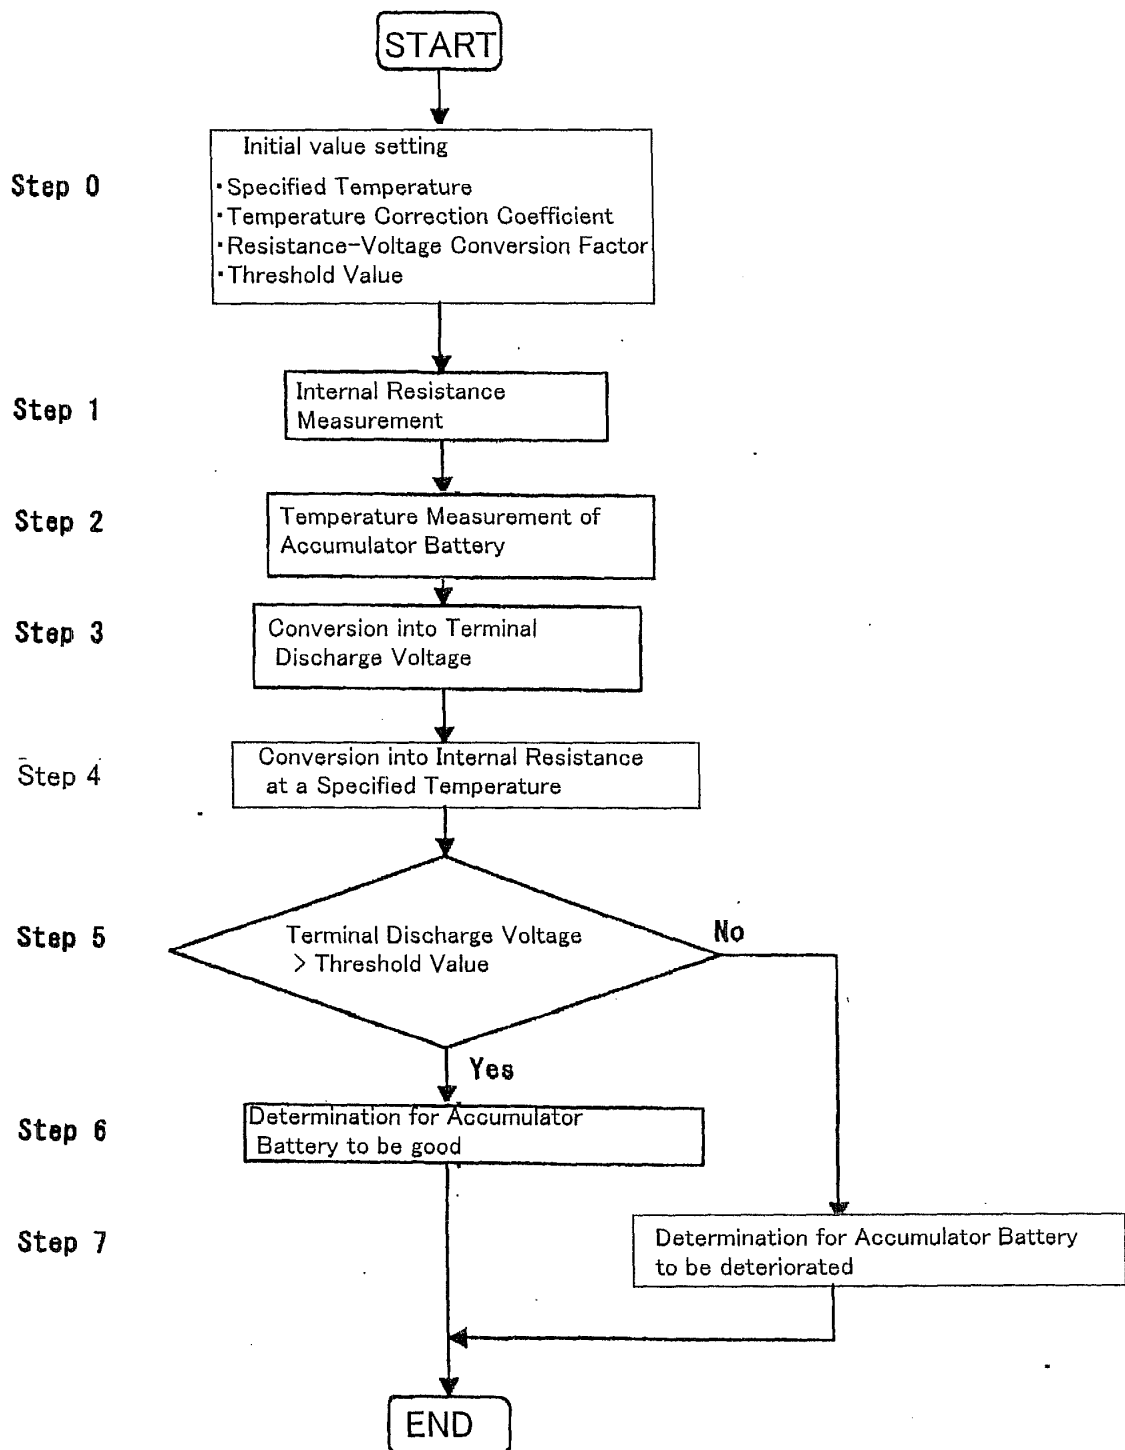 START
Step 0
Initial value setting
・Specified Temperature
・Temperature Correction Coefficient
・Resistance-Voltage Conversion Factor
・Threshold Value
Step 1
Internal Resistance
Measurement
Step 2
Temperature Measurement of
Accumulator Battery
Step 3
Conversion into Terminal
Discharge Voltage
Step 4
Conversion into Internal Resistance
at a Specified Temperature
Step 5
Terminal Discharge Voltage
> Threshold Value
No
Yes
Step 6
Determination for Accumulator
Battery to be good
Step 7
Determination for Accumulator Battery
to be deteriorated
END